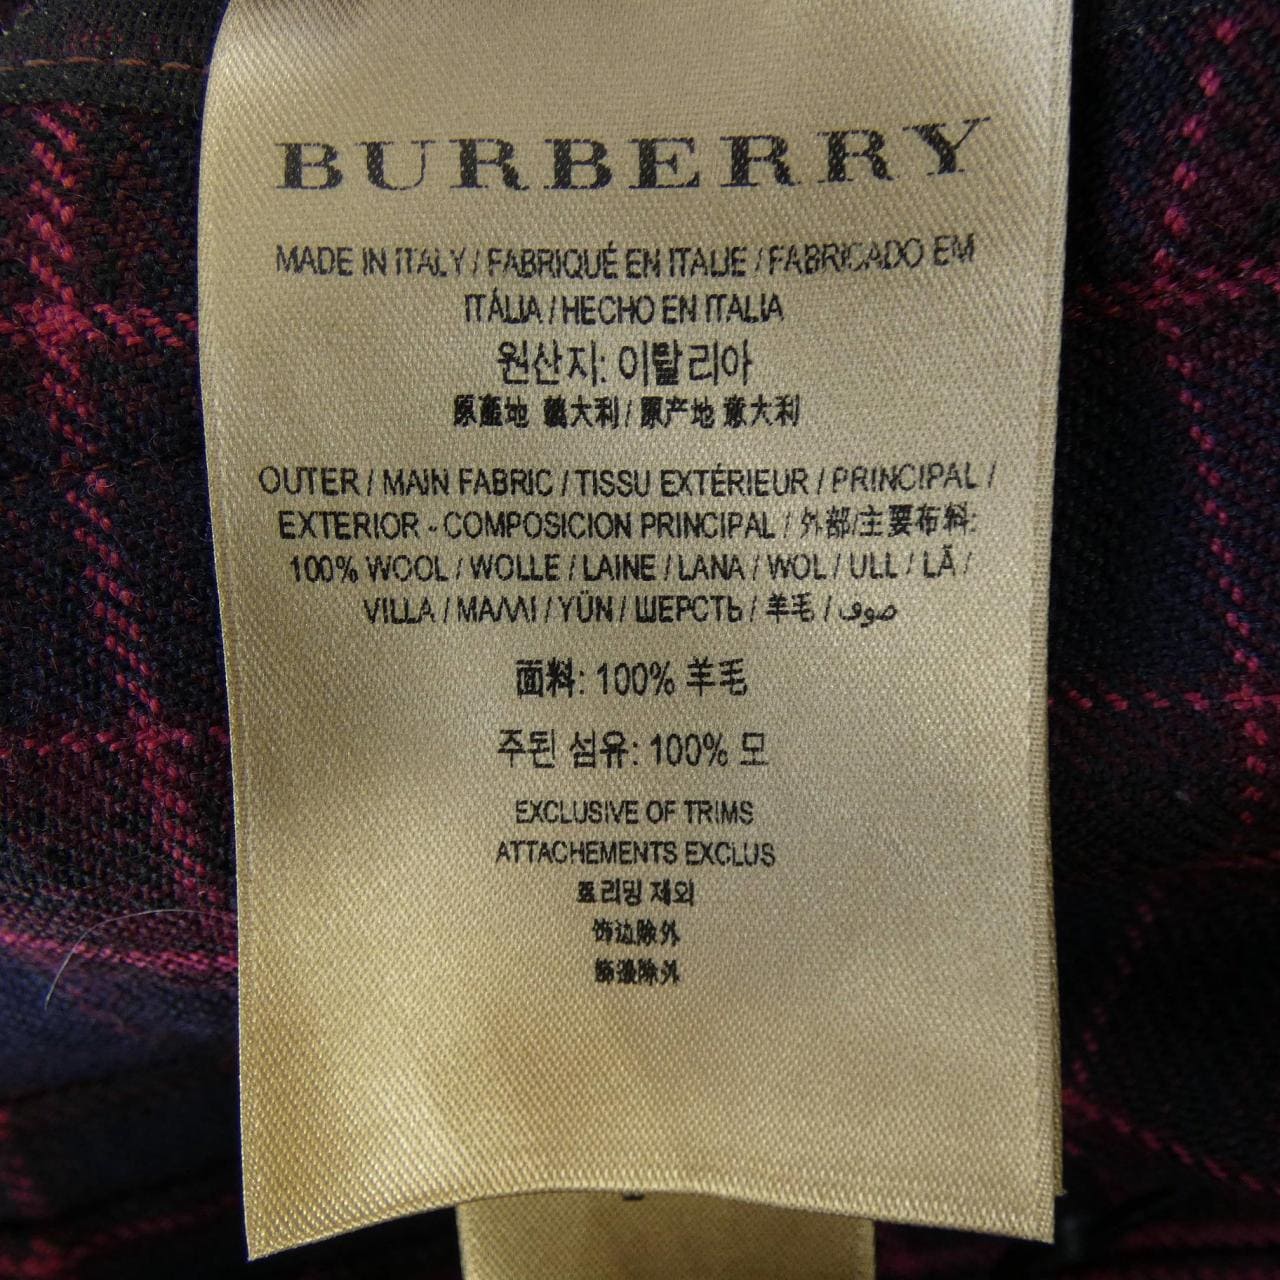 BURBERRY
MADE IN ITALY / FABRIQUÉ EN ITALIE / FABRICADO EM
ITÁLIA / HECHO EN ITALIA
원산지: 이탈리아
原產地 義大利 / 原产地 意大利
OUTER / MAIN FABRIC / TISSU EXTÉRIEUR / PRINCIPAL /
EXTERIOR - COMPOSICION PRINCIPAL / 外部/主要布料:
100% WOOL / WOLLE / LAINE / LANA / WOL / ULL / LÃ /
VILLA / ΜΑΛΛΙ / YÜN / ШЕРСТЬ / 羊毛 / صوف
面料: 100% 羊毛
주된 섬유: 100% 모
EXCLUSIVE OF TRIMS
ATTACHEMENTS EXCLUS
트리밍 제외
饰边除外
飾邊除外